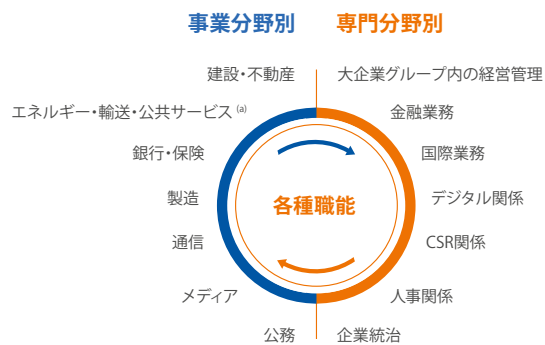 事業分野別 専門分野別
建設・不動産 大企業グループ内の経営管理
エネルギー・輸送・公共サービス (a) 金融業務
銀行・保険 国際業務
製造 各種職能 デジタル関係
通信 CSR関係
メディア 人事関係
公務 企業統治